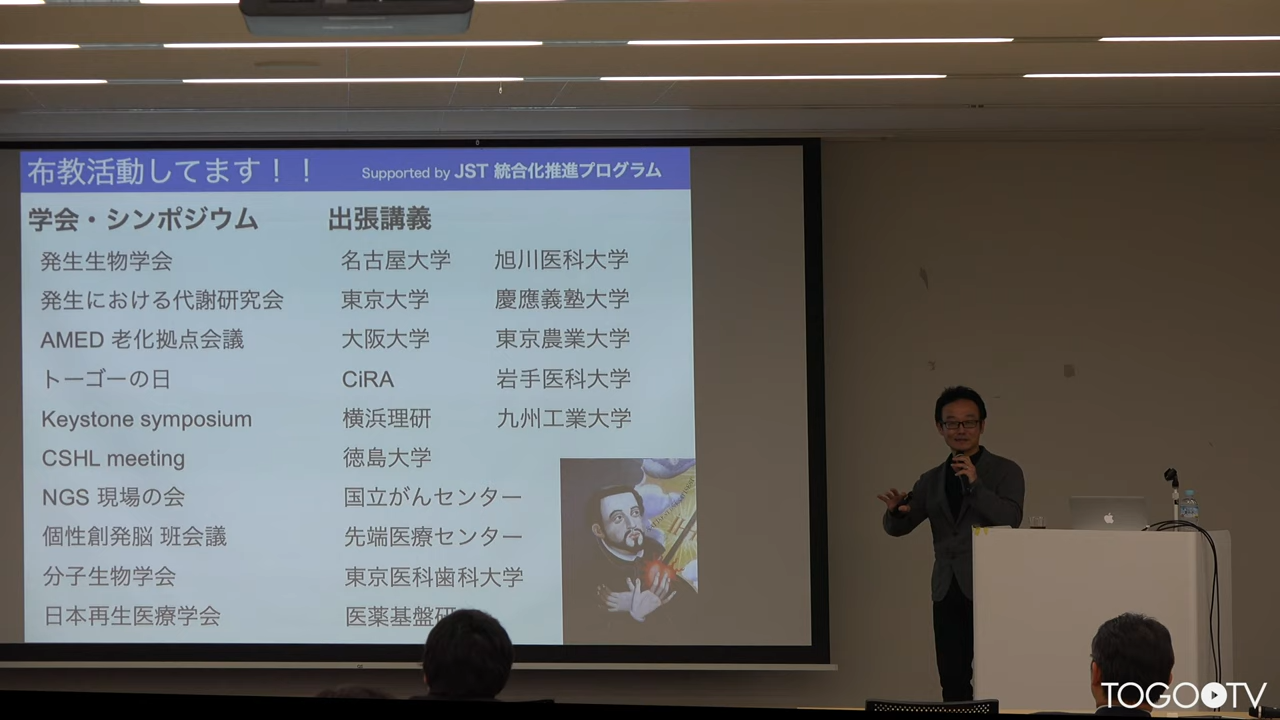 布教活動してます！！ Supported by JST 統合化推進プログラム
学会・シンポジウム
発生生物学会
発生における代謝研究会
AMED 老化拠点会議
トーゴーの日
Keystone symposium
CSHL meeting
NGS 現場の会
個性創発脳 班会議
分子生物学会
日本再生医療学会
出張講義
名古屋大学
東京大学
大阪大学
CiRA
横浜理研
徳島大学
国立がんセンター
先端医療センター
東京医科歯科大学
医薬基盤研
旭川医科大学
慶應義塾大学
東京農業大学
岩手医科大学
九州工業大学
TOGO TV